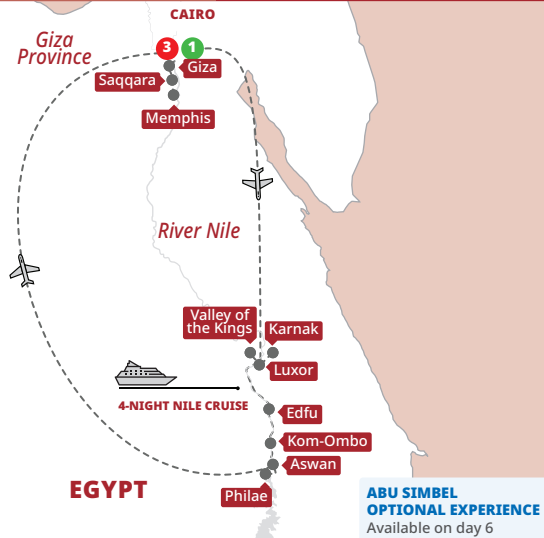 CAIRO
Giza
Province
3
1
Giza
Saqqara
Memphis
River Nile
Valley of
the Kings
Karnak
Luxor
4-NIGHT NILE CRUISE
Edfu
Kom-Ombo
Aswan
EGYPT
Philae
ABU SIMBEL
OPTIONAL EXPERIENCE
Available on day 6